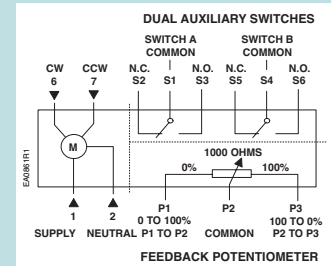 DUAL AUXILIARY SWITCHES
SWITCH A COMMON
SWITCH B COMMON
CW 6
CCW 7
N.C. S2
S1
N.O. S3
N.C. S5
S4
N.O. S6
EA0861R1
M
1000 OHMS
0%
100%
1
2
SUPPLY
NEUTRAL
P1
0 TO 100%
P1 TO P2
P2
COMMON
P3
100 TO 0%
P2 TO P3
FEEDBACK POTENTIOMETER